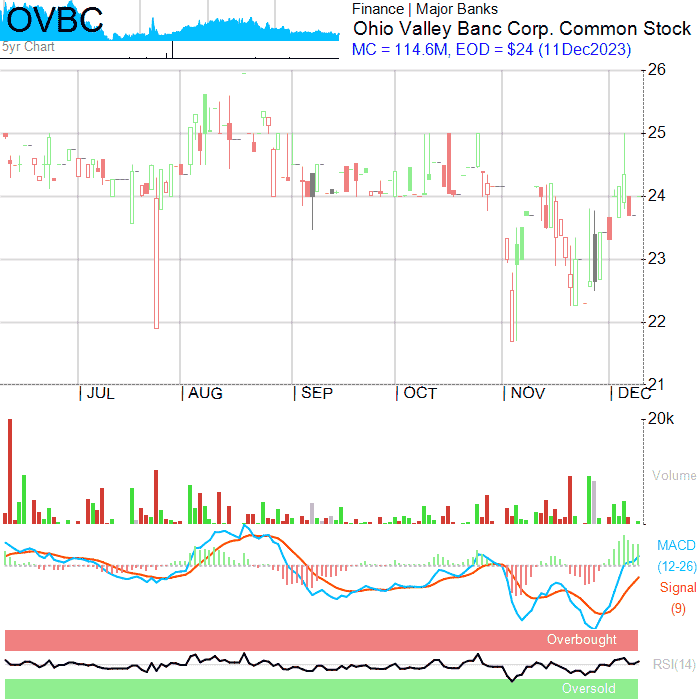 OVBC
5yr Chart
Finance | Major Banks
Ohio Valley Banc Corp. Common Stock
MC = 114.6M, EOD = $24 (11Dec2023)
26
25
24
23
22
21
JUL AUG SEP OCT NOV DEC
20k
Volume
MACD
(12-26)
Signal
(9)
Overbought
RSI(14)
Oversold